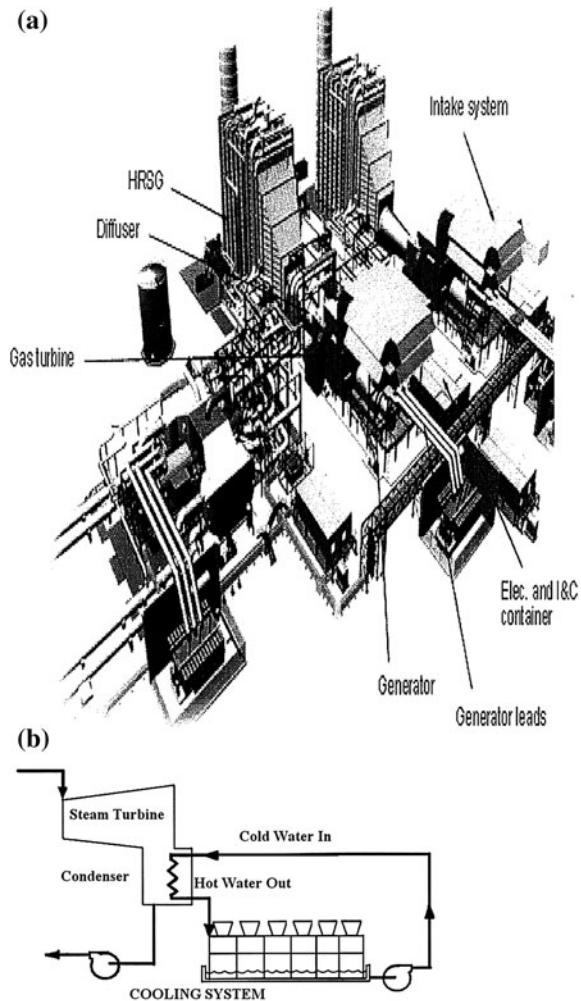 (a)
Intake system
HRSG
Diffuser
Gas turbine
Elec. and I&C
container
Generator
Generator leads
(b)
Steam Turbine
Cold Water In
Condenser
Hot Water Out
COOLING SYSTEM